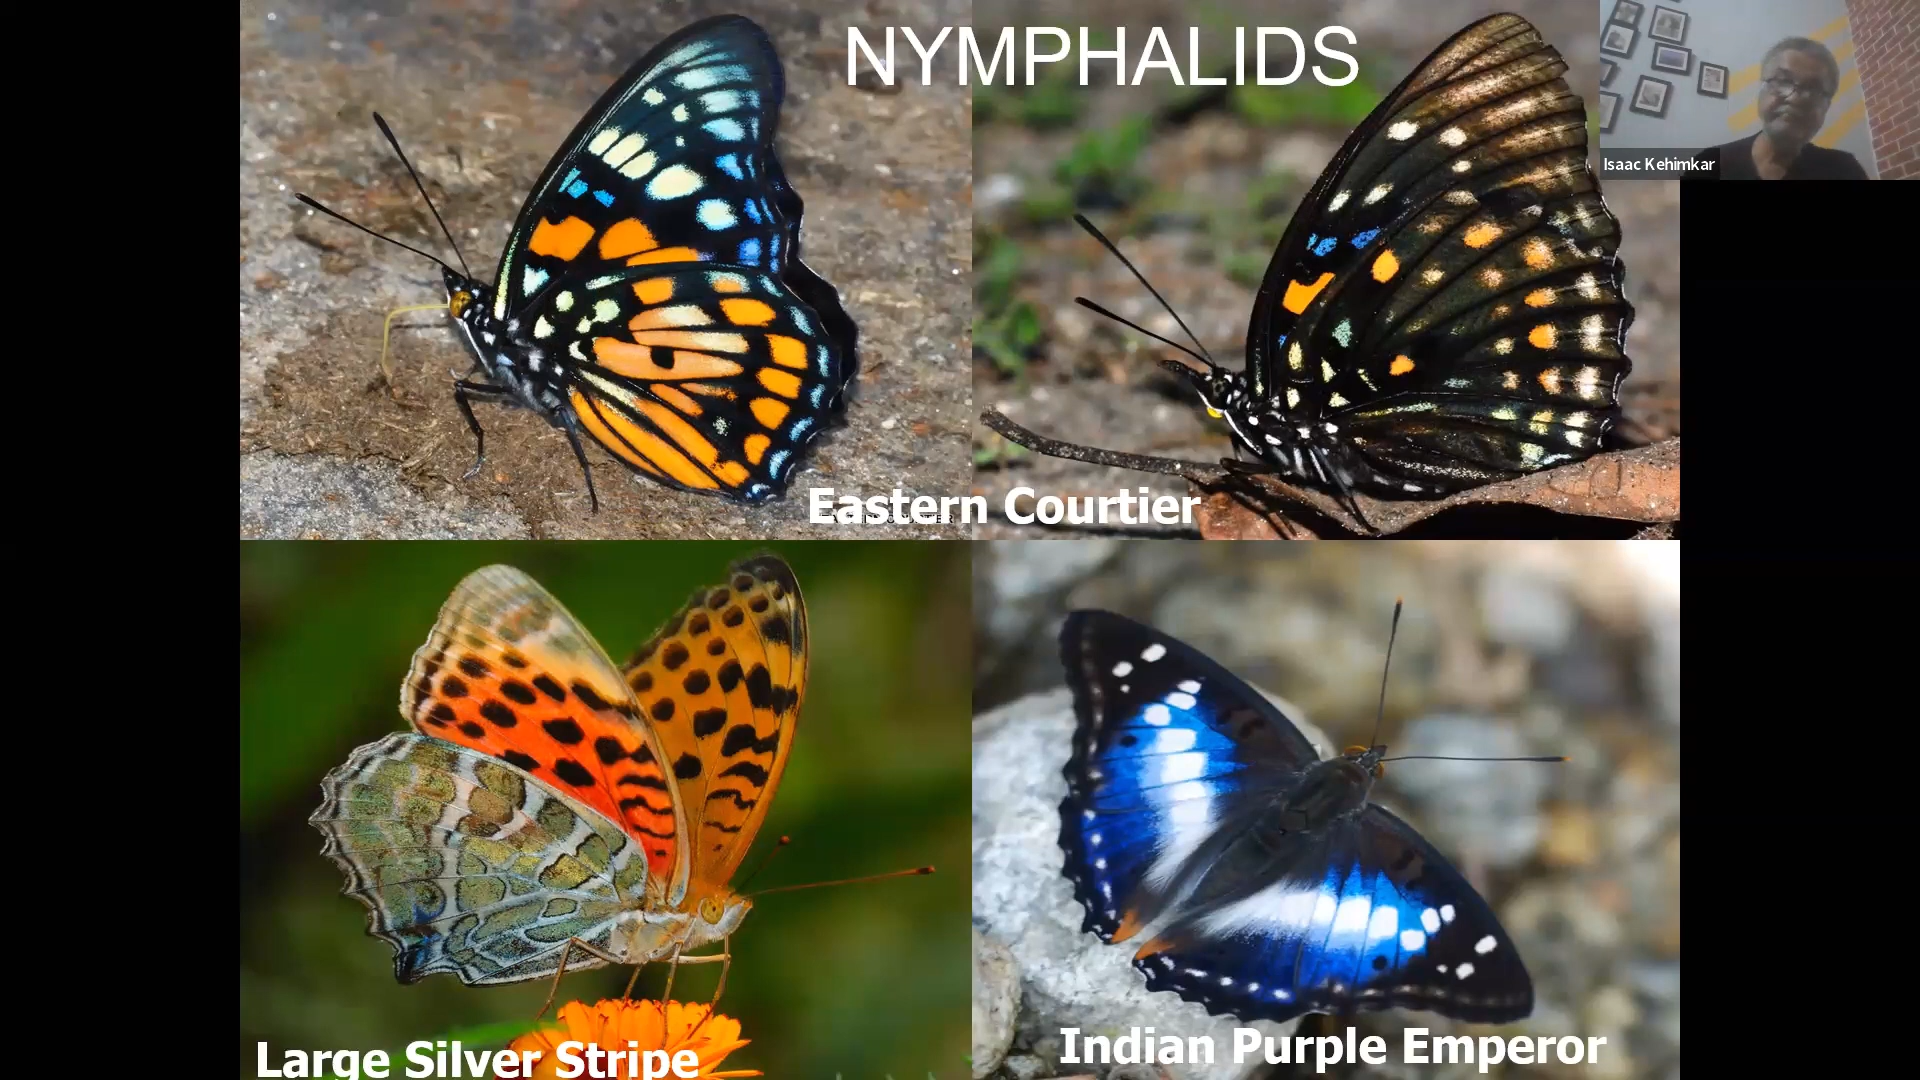 NYMPHALIDS
Isaac Kehimkar
Eastern Courtier
Large Silver Stripe
Indian Purple Emperor